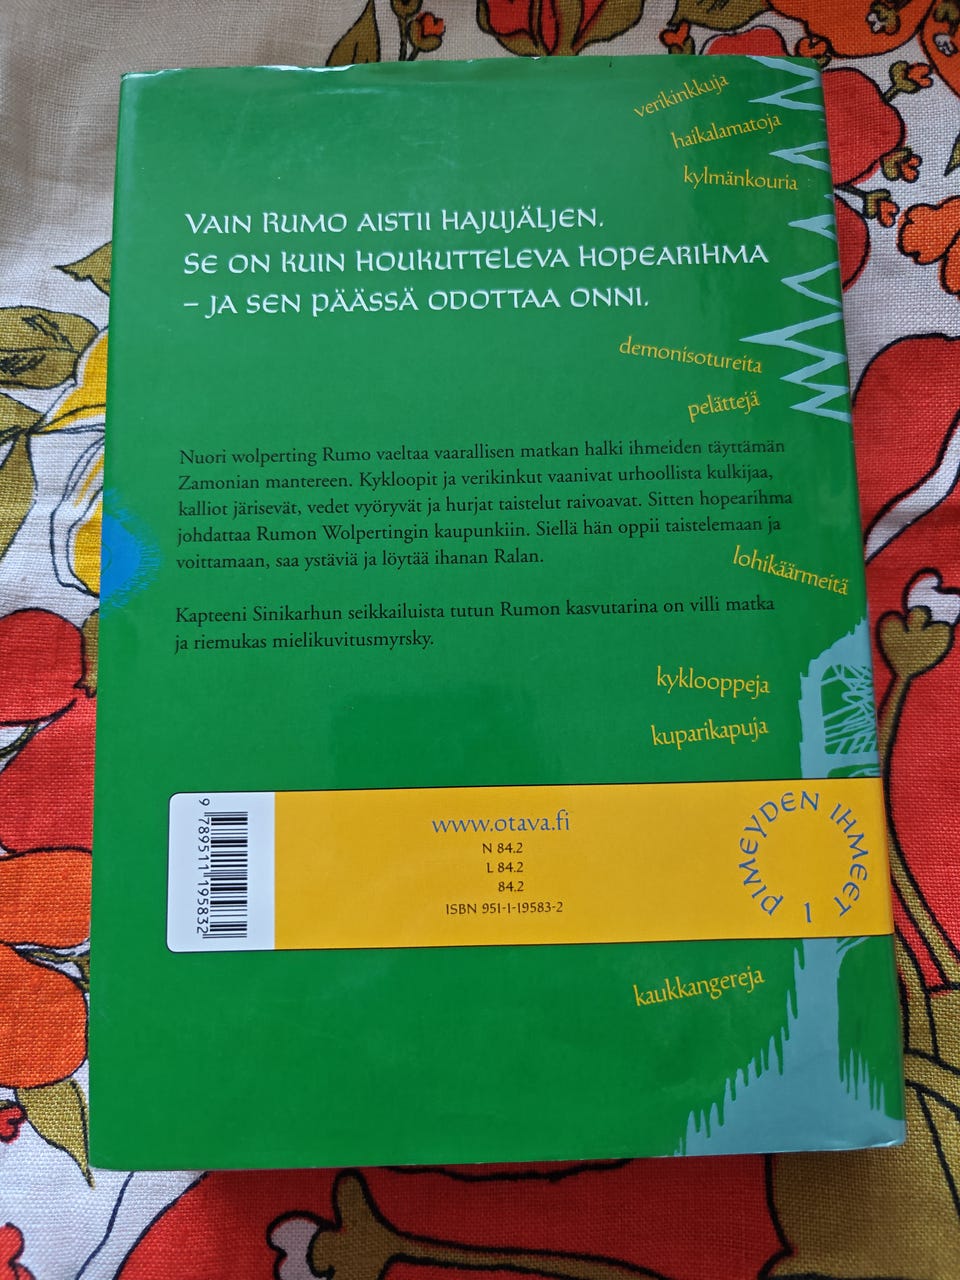 verikinkkuja
haikalamatoja
kylmänkouria
VAIN RUMO AISTII HAJUJÄLJEN.
SE ON KUIN HOUKUTTELEVA HOPEARIHMA
– JA SEN PÄÄSSÄ ODOTTAA ONNI.
demonisotureita
pelättejä
Nuori wolperting Rumo vaeltaa vaarallisen matkan halki ihmeiden täyttämän
Zamonian mantereen. Kykloopit ja verikinkut vaanivat urhoollista kulkijaa,
kalliot järisevät, vedet vyöryvät ja hurjat taistelut raivoavat. Sitten hopearihma
johdattaa Rumon Wolpertingin kaupunkiin. Siellä hän oppii taistelemaan ja
voittamaan, saa ystäviä ja löytää ihanan Ralan.
lohikäärmeitä
Kapteeni Sinikarhun seikkailuista tutun Rumon kasvutarina on villi matka
ja riemukas mielikuvitusmyrsky.
kyklooppeja
kuparikapuja
9 789511 195832
www.otava.fi
N 84.2
L 84.2
84.2
ISBN 951-1-19583-2
PIMEYDEN IHMEET
1
kaukkangereja